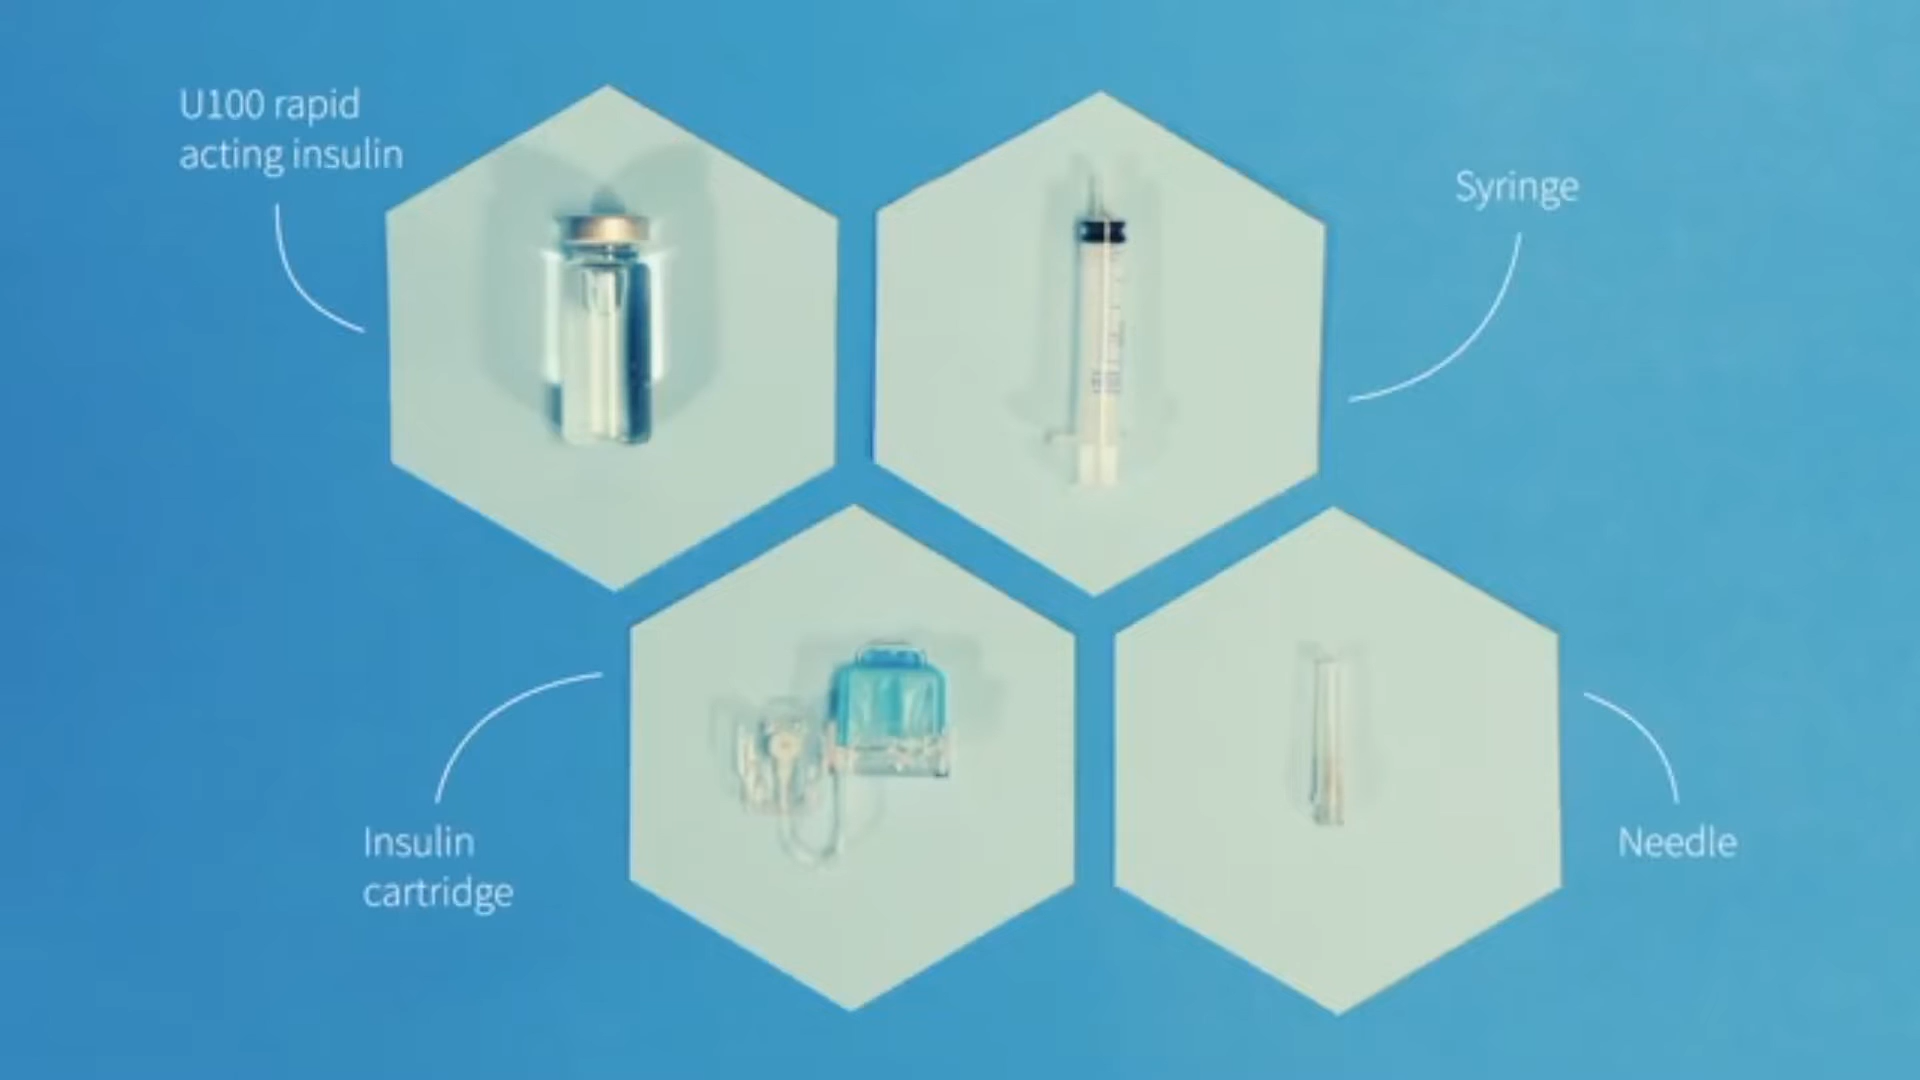 U100 rapid
acting insulin
Syringe
Insulin
cartridge
Needle